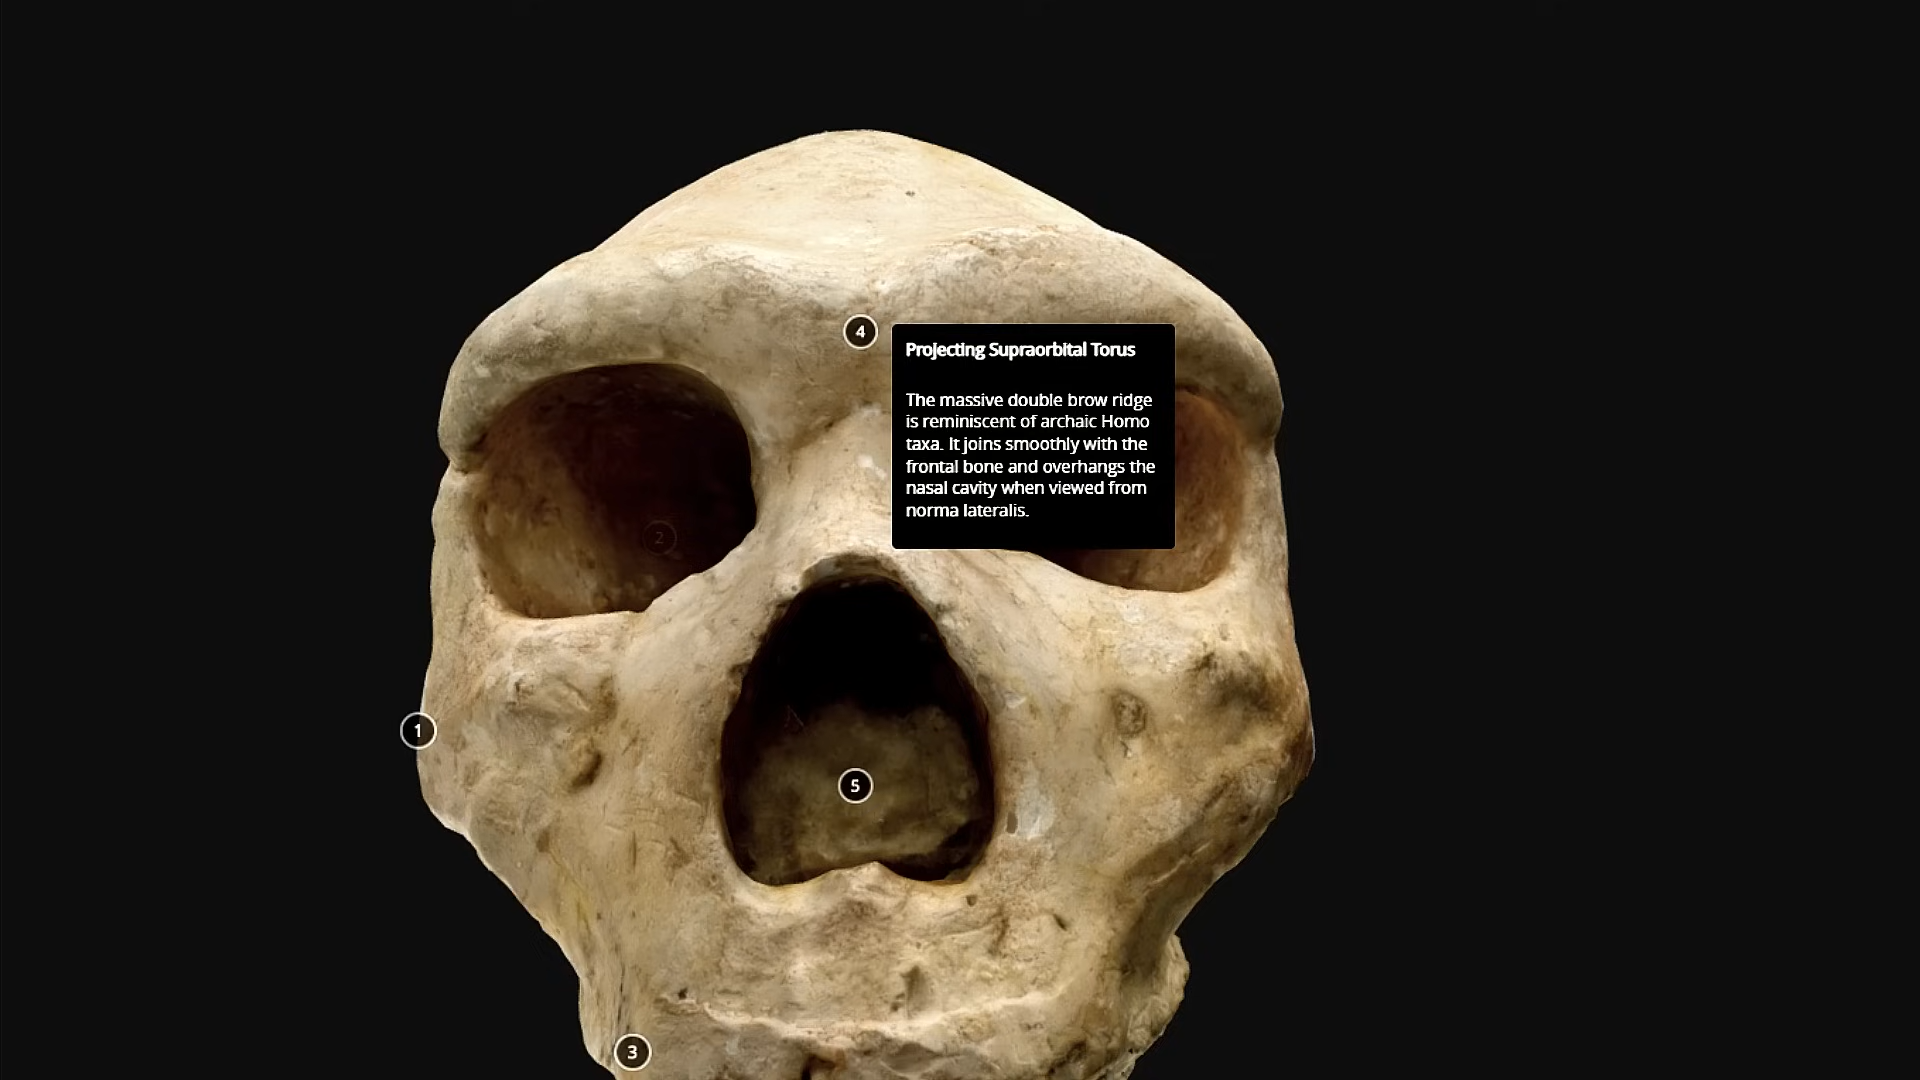 4
Projecting Supraorbital Torus
The massive double brow ridge
is reminiscent of archaic Homo
taxa. It joins smoothly with the
frontal bone and overhangs the
nasal cavity when viewed from
norma lateralis.
2
1
5
3